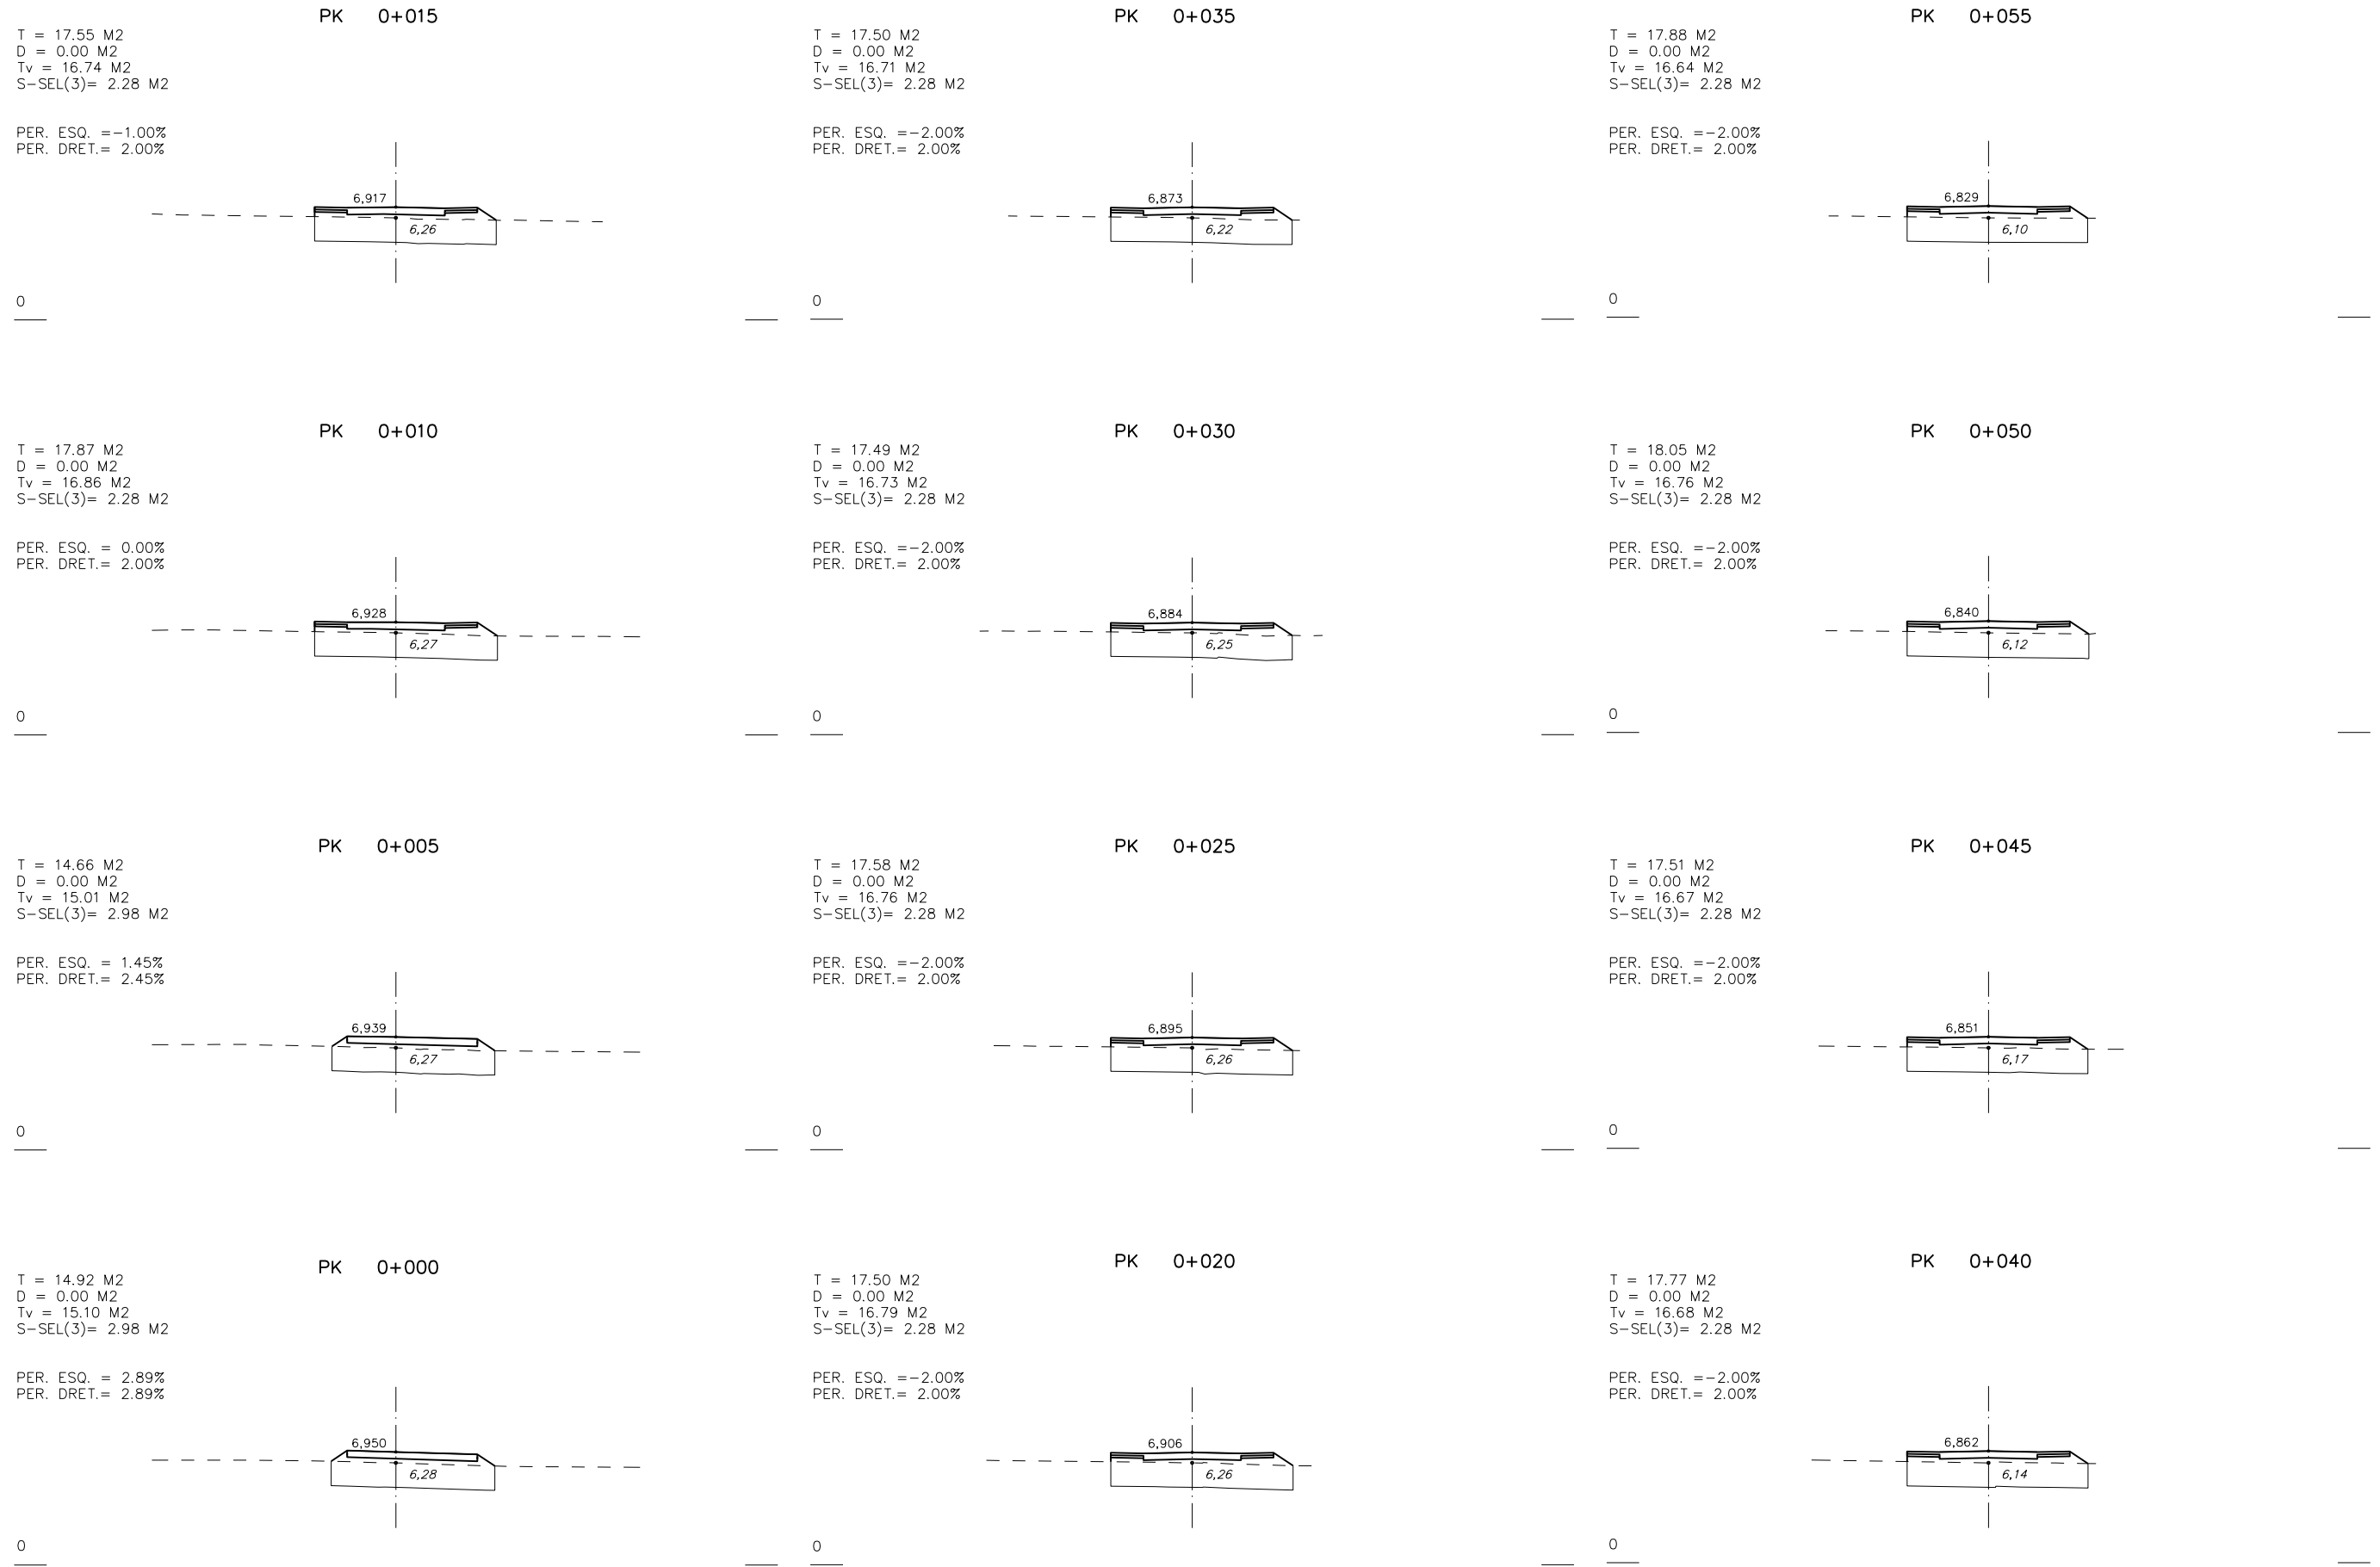 PK 0+015
T = 17.55 M2
D = 0.00 M2
Tv = 16.74 M2
S-SEL(3)= 2.28 M2
PER. ESQ. =-1.00%
PER. DRET.= 2.00%
6,917
6,26
0
PK 0+035
T = 17.50 M2
D = 0.00 M2
Tv = 16.71 M2
S-SEL(3)= 2.28 M2
PER. ESQ. =-2.00%
PER. DRET.= 2.00%
6,873
6,22
0
PK 0+055
T = 17.88 M2
D = 0.00 M2
Tv = 16.64 M2
S-SEL(3)= 2.28 M2
PER. ESQ. =-2.00%
PER. DRET.= 2.00%
6,829
6,10
0
PK 0+010
T = 17.87 M2
D = 0.00 M2
Tv = 16.86 M2
S-SEL(3)= 2.28 M2
PER. ESQ. = 0.00%
PER. DRET.= 2.00%
6,928
6,27
0
PK 0+030
T = 17.49 M2
D = 0.00 M2
Tv = 16.73 M2
S-SEL(3)= 2.28 M2
PER. ESQ. =-2.00%
PER. DRET.= 2.00%
6,884
6,25
0
PK 0+050
T = 18.05 M2
D = 0.00 M2
Tv = 16.76 M2
S-SEL(3)= 2.28 M2
PER. ESQ. =-2.00%
PER. DRET.= 2.00%
6,840
6,12
0
PK 0+005
T = 14.66 M2
D = 0.00 M2
Tv = 15.01 M2
S-SEL(3)= 2.98 M2
PER. ESQ. = 1.45%
PER. DRET.= 2.45%
6,939
6,27
0
PK 0+025
T = 17.58 M2
D = 0.00 M2
Tv = 16.76 M2
S-SEL(3)= 2.28 M2
PER. ESQ. =-2.00%
PER. DRET.= 2.00%
6,895
6,26
0
PK 0+045
T = 17.51 M2
D = 0.00 M2
Tv = 16.67 M2
S-SEL(3)= 2.28 M2
PER. ESQ. =-2.00%
PER. DRET.= 2.00%
6,851
6,17
0
PK 0+000
T = 14.92 M2
D = 0.00 M2
Tv = 15.10 M2
S-SEL(3)= 2.98 M2
PER. ESQ. = 2.89%
PER. DRET.= 2.89%
6,950
6,28
0
PK 0+020
T = 17.50 M2
D = 0.00 M2
Tv = 16.79 M2
S-SEL(3)= 2.28 M2
PER. ESQ. =-2.00%
PER. DRET.= 2.00%
6,906
6,26
0
PK 0+040
T = 17.77 M2
D = 0.00 M2
Tv = 16.68 M2
S-SEL(3)= 2.28 M2
PER. ESQ. =-2.00%
PER. DRET.= 2.00%
6,862
6,14
0